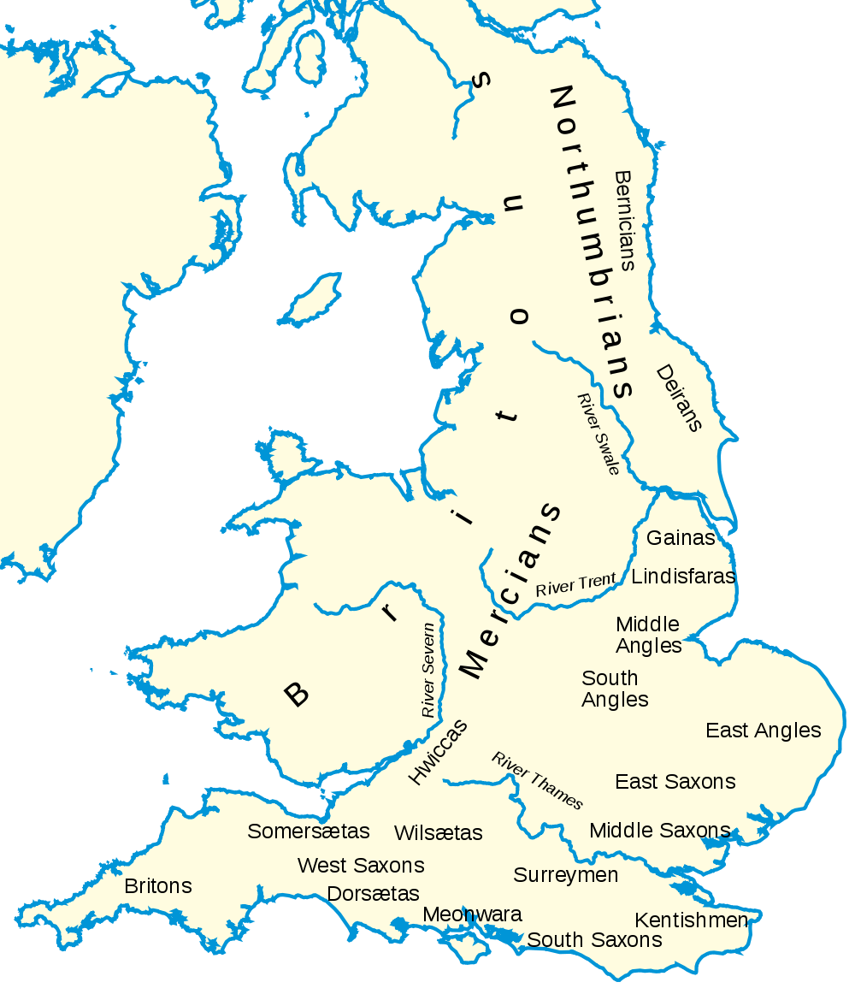 Britons
Northumbrians
Bernicians
Deirans
River Swale
Mercians
Gainas
Lindisfaras
River Trent
Middle
Angles
South
Angles
River Severn
East Angles
Hwiccas
River Thames
East Saxons
Middle Saxons
Somersætas
Wilsætas
West Saxons
Surreymen
Britons
Dorsætas
Meonwara
Kentishmen
South Saxons